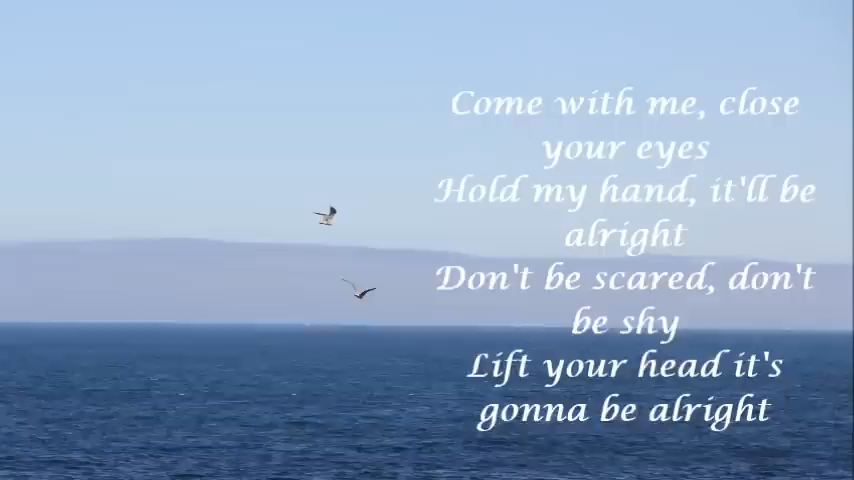 Come with me, close
your eyes
Hold my hand, it'll be
alright
Don't be scared, don't
be shy
Lift your head it's
gonna be alright